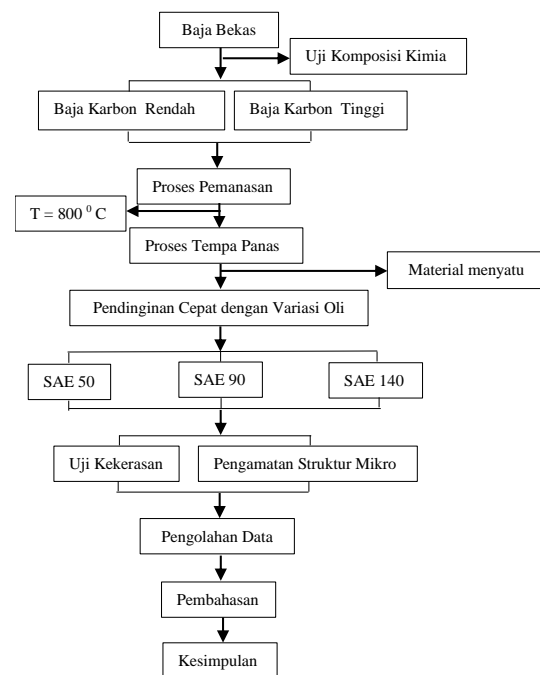 Baja Bekas
Uji Komposisi Kimia
Baja Karbon Rendah
Baja Karbon Tinggi
Proses Pemanasan
T = 800 ⁰ C
Proses Tempa Panas
Material menyatu
Pendinginan Cepat dengan Variasi Oli
SAE 50
SAE 90
SAE 140
Uji Kekerasan
Pengamatan Struktur Mikro
Pengolahan Data
Pembahasan
Kesimpulan